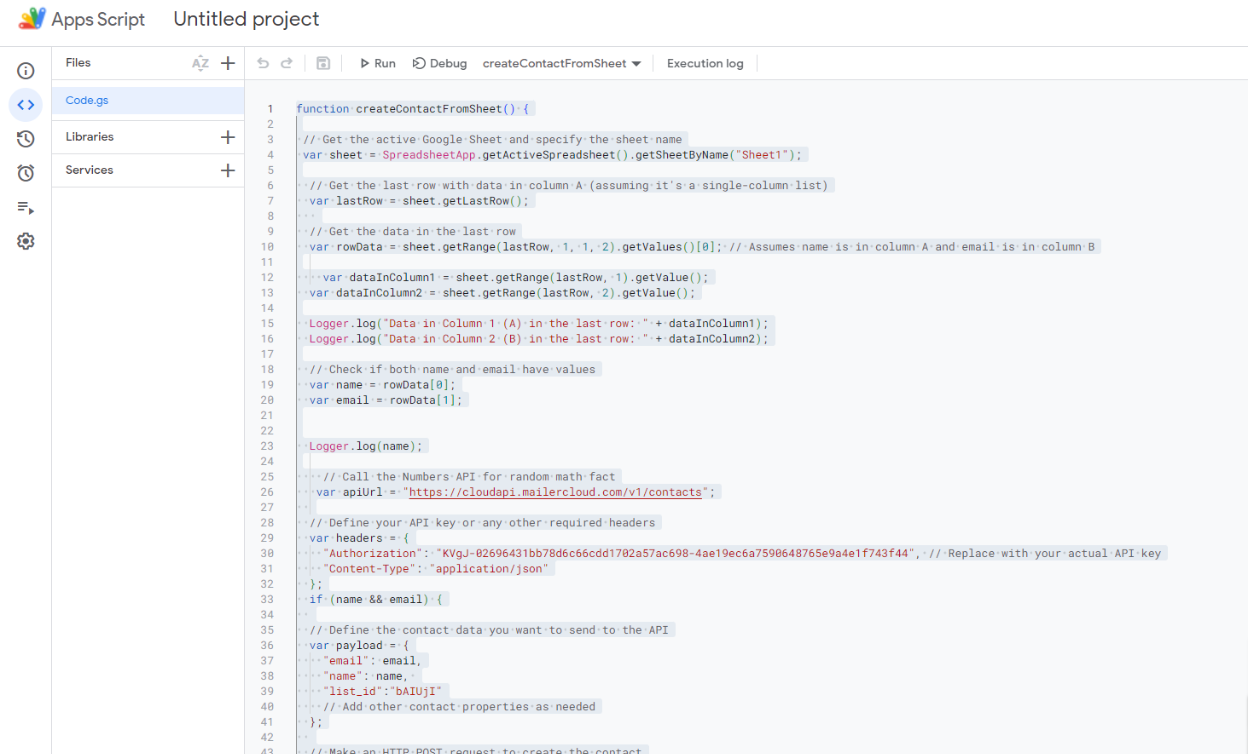 Apps Script Untitled project
Files AZ
Run Debug createContactFromSheet Execution log
Code.gs
Libraries
Services
1 function createContactFromSheet() {
2
3 // Get the active Google Sheet and specify the sheet name
4 var sheet = SpreadsheetApp.getActiveSpreadsheet().getSheetByName("Sheet1");
5
6 // Get the last row with data in column A (assuming it's a single-column list)
7 var lastRow = sheet.getLastRow();
8
9 // Get the data in the last row
10 var rowData = sheet.getRange(lastRow, 1, 1, 2).getValues()[0]; // Assumes name is in column A and email is in column B
11
12 var dataInColumn1 = sheet.getRange(lastRow, 1).getValue();
13 var dataInColumn2 = sheet.getRange(lastRow, 2).getValue();
14
15 Logger.log("Data in Column 1 (A) in the last row: " + dataInColumn1);
16 Logger.log("Data in Column 2 (B) in the last row: " + dataInColumn2);
17
18 // Check if both name and email have values
19 var name = rowData[0];
20 var email = rowData[1];
21
22
23 Logger.log(name);
24
25 // Call the Numbers API for random math fact
26 var apiUrl = "https://cloudapi.mailercloud.com/v1/contacts";
27
28 // Define your API key or any other required headers
29 var headers = {
30 "Authorization": "KVgJ-02696431bb78d6c66cdd1702a57ac698-4ae19ec6a7590648765e9a4e1f743f44", // Replace with your actual API key
31 "Content-Type": "application/json"
32 };
33 if (name && email) {
34
35 // Define the contact data you want to send to the API
36 var payload = {
37 "email": email,
38 "name": name,
39 "list_id":"bAIUjI"
40 // Add other contact properties as needed
41 };
42
43 // Make an HTTP POST request to create the contact